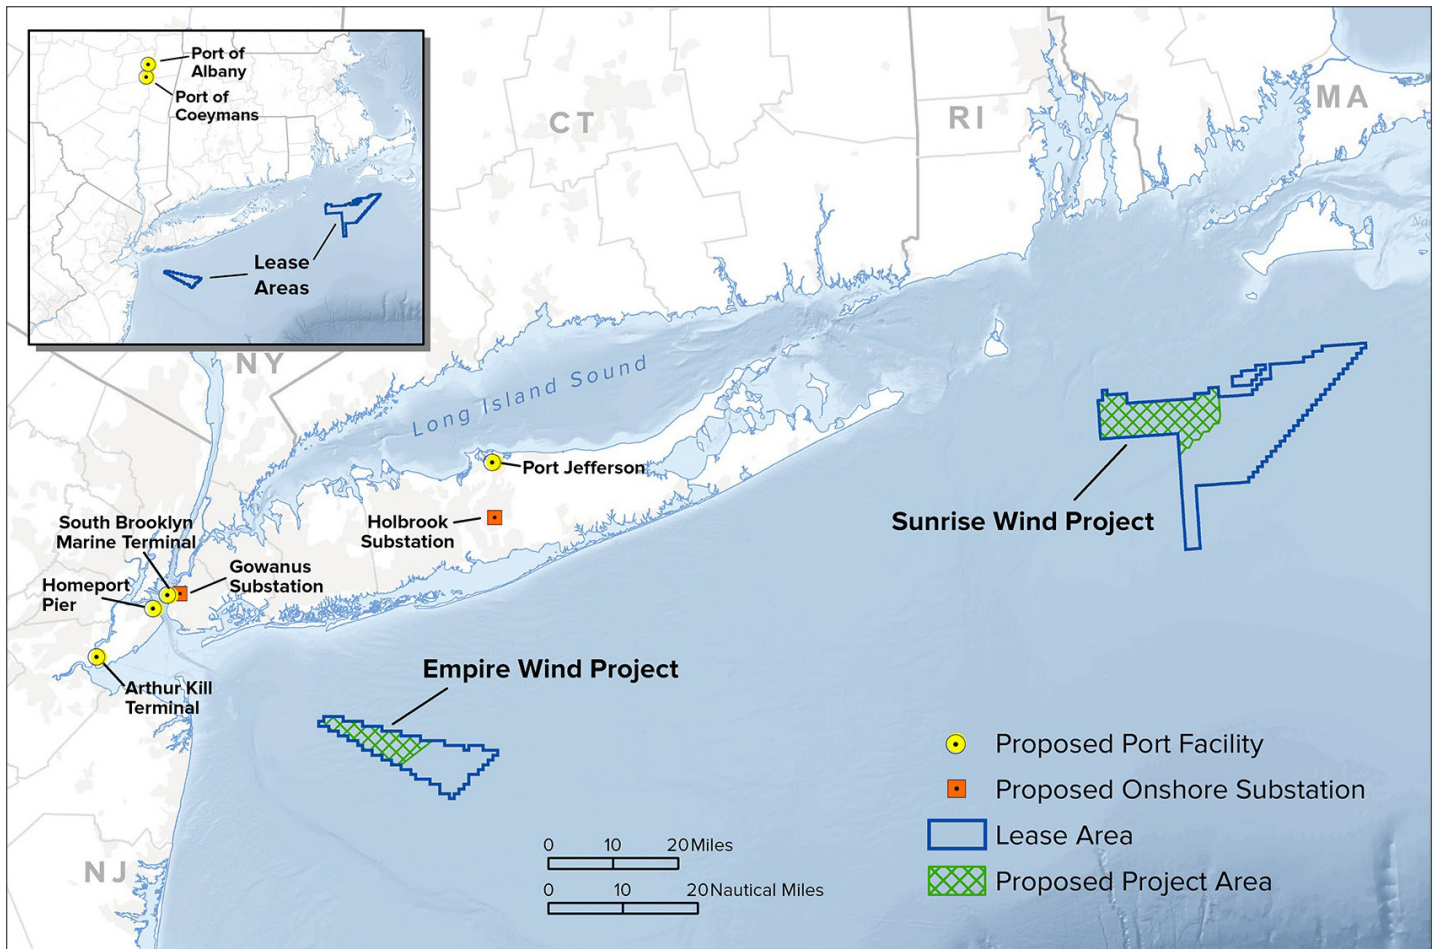 Port of
Albany
Port of
Coeymans
Lease
Areas
CT
RI
MA
NY
Long Island Sound
Port Jefferson
Holbrook
Substation
South Brooklyn
Marine Terminal
Gowanus
Substation
Homeport
Pier
Arthur Kill
Terminal
Sunrise Wind Project
Empire Wind Project
NJ
0 10 20 Miles
0 10 20 Nautical Miles
Proposed Port Facility
Proposed Onshore Substation
Lease Area
Proposed Project Area